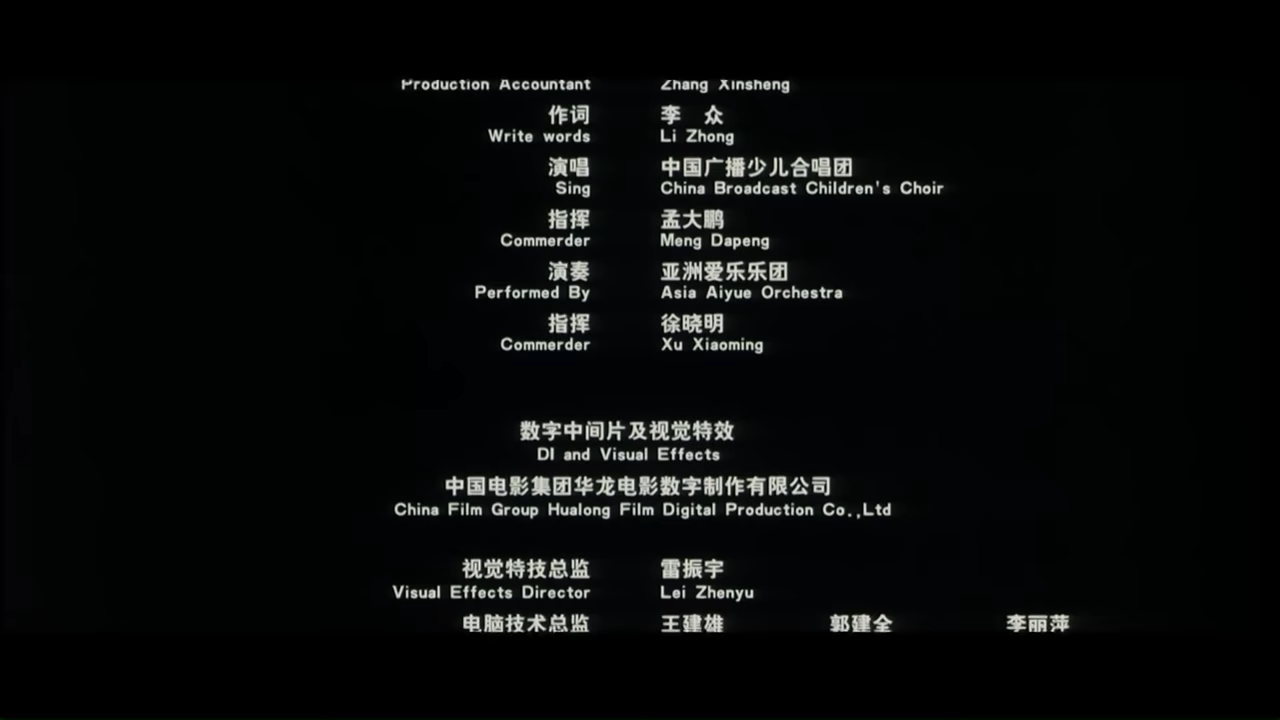 Production Accountant Zhang Xinsheng
作词 李 众
Write words Li Zhong
演唱 中国广播少儿合唱团
Sing China Broadcast Children's Choir
指挥 孟大鹏
Commerder Meng Dapeng
演奏 亚洲爱乐乐团
Performed By Asia Aiyue Orchestra
指挥 徐晓明
Commerder Xu Xiaoming
数字中间片及视觉特效
DI and Visual Effects
中国电影集团华龙电影数字制作有限公司
China Film Group Hualong Film Digital Production Co.,Ltd
视觉特技总监 雷振宇
Visual Effects Director Lei Zhenyu
电脑技术总监 王建雄 郭建全 李丽萍